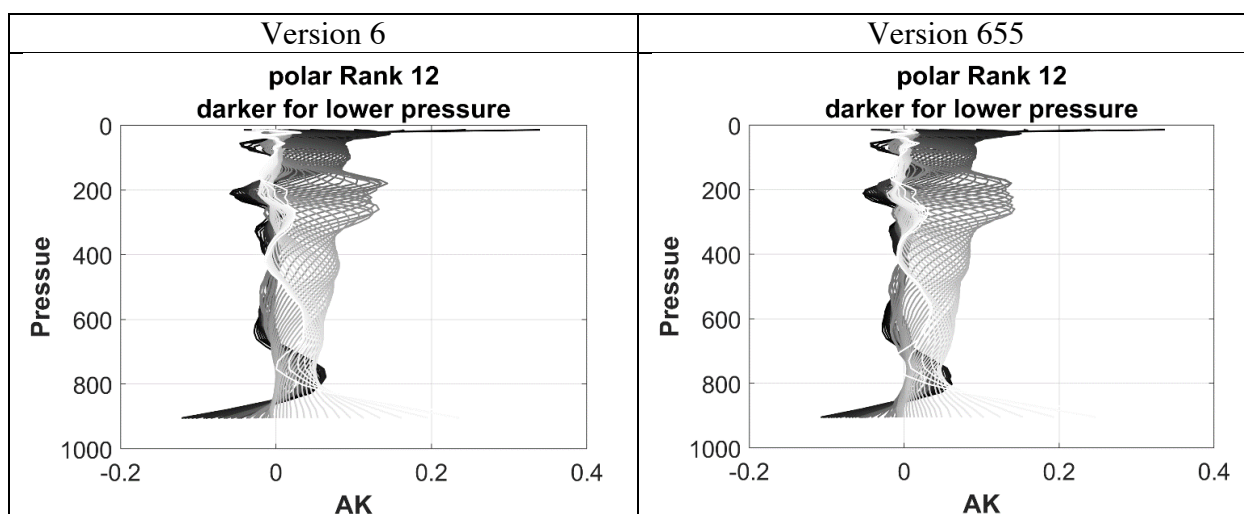 Version 6
Version 655
polar Rank 12
darker for lower pressure
0
200
400
600
800
1000
Pressue
-0.2
0
0.2
0.4
AK
polar Rank 12
darker for lower pressure
0
200
400
600
800
1000
Pressue
-0.2
0
0.2
0.4
AK